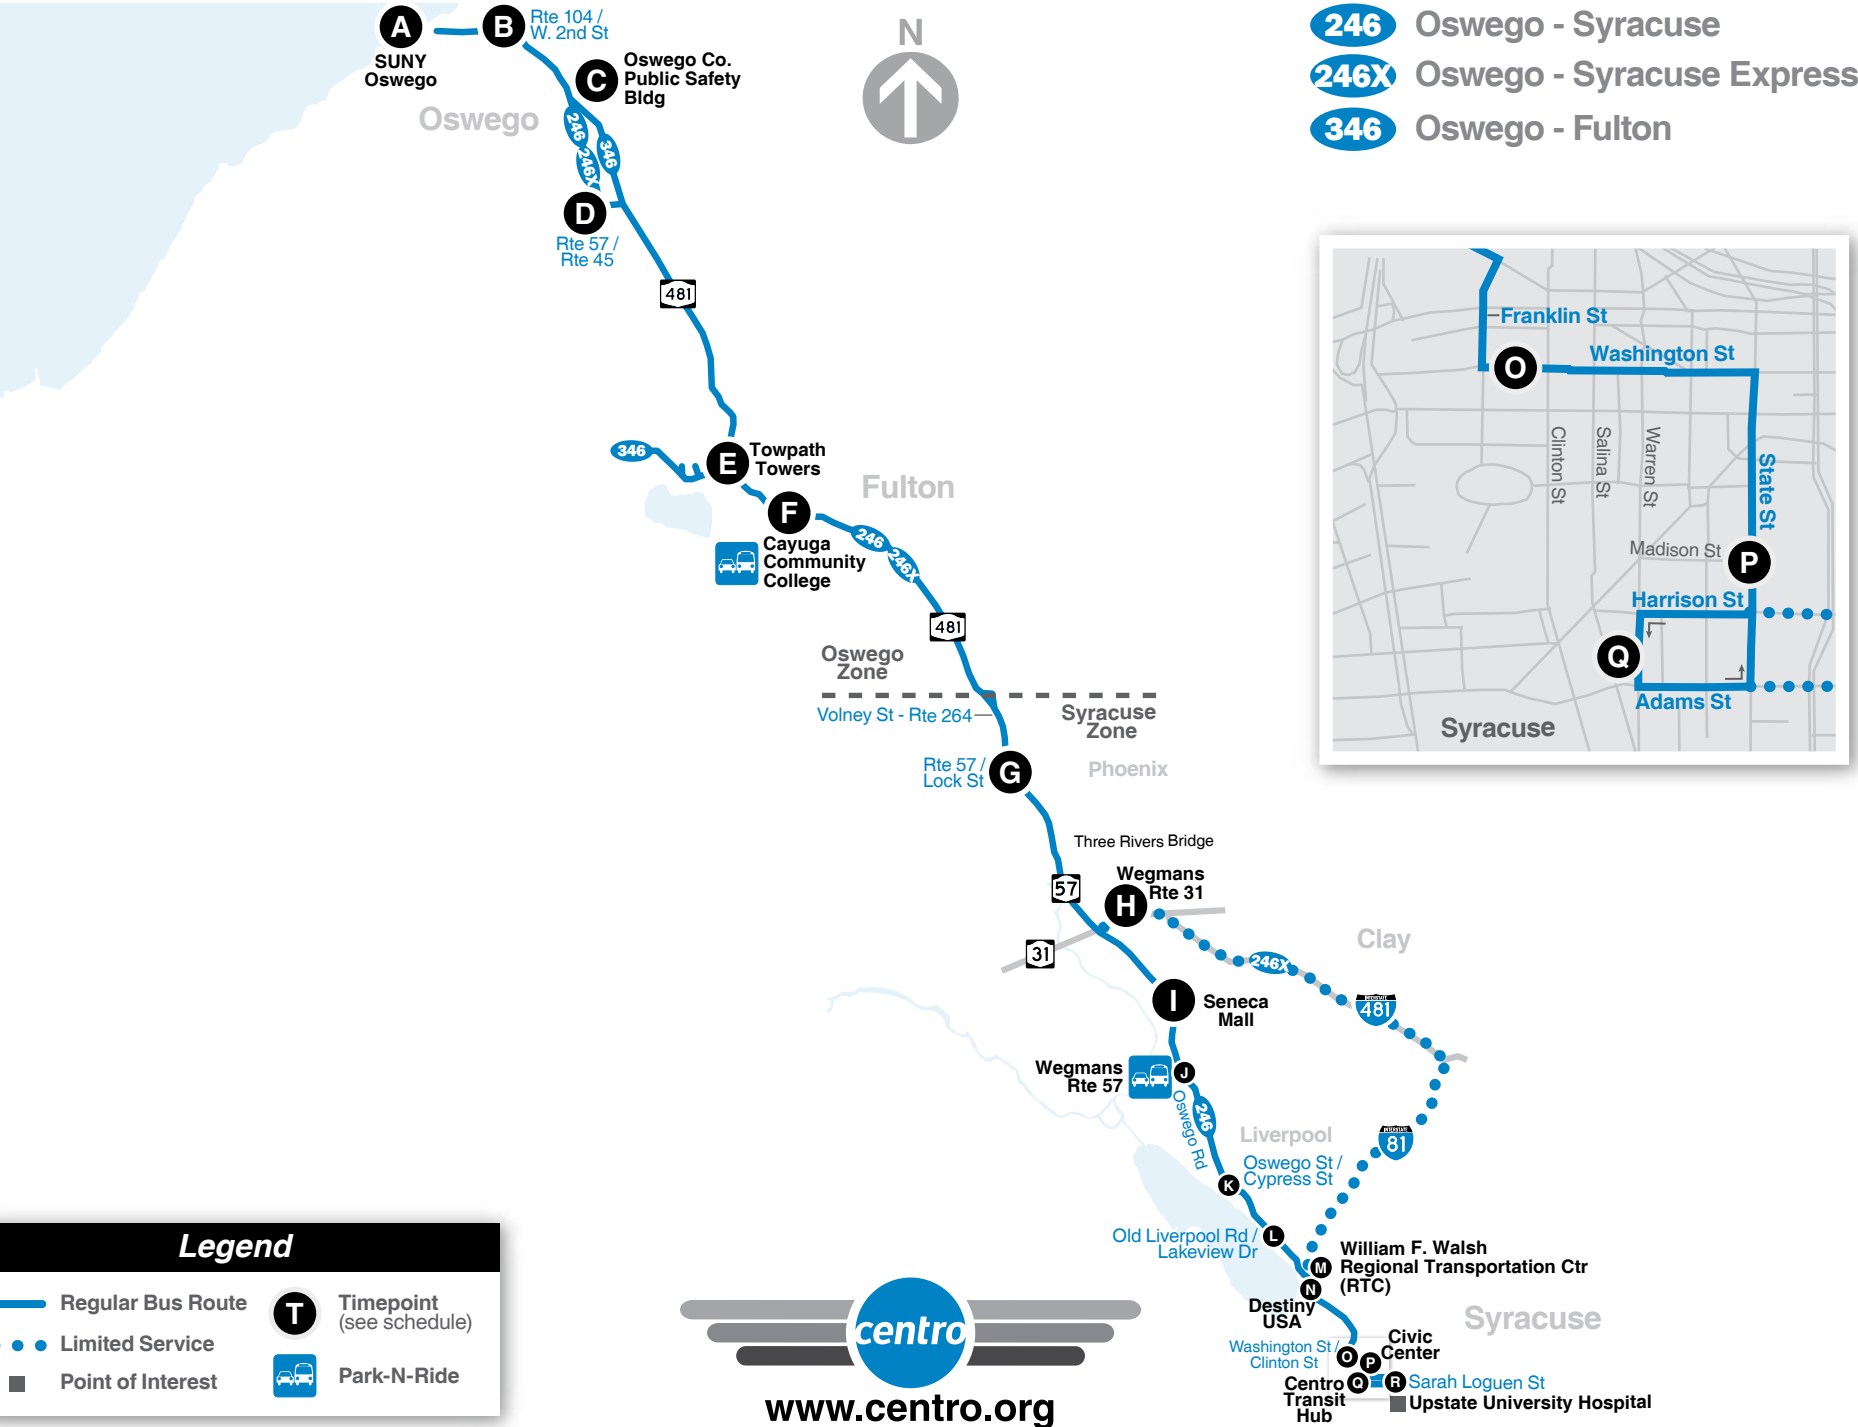 A
SUNY
Oswego
B
Rte 104 /
W. 2nd St
C
Oswego Co.
Public Safety
Bldg
Oswego
246
246X
346
D
Rte 57 /
Rte 45
481
N
246 Oswego - Syracuse
246X Oswego - Syracuse Express
346 Oswego - Fulton
Franklin St
O
Washington St
Clinton St
Salina St
Warren St
State St
Madison St
P
Harrison St
Q
Adams St
Syracuse
346
E
Towpath
Towers
Fulton
F
Cayuga
Community
College
246
246X
481
Oswego
Zone
Volney St - Rte 264
Syracuse
Zone
Rte 57 /
Lock St
G
Phoenix
Three Rivers Bridge
57
Wegmans
Rte 31
H
31
Clay
246X
INTERSTATE
481
I
Seneca
Mall
Wegmans
Rte 57
J
Oswego Rd
246
INTERSTATE
81
Liverpool
K
Oswego St /
Cypress St
Old Liverpool Rd /
Lakeview Dr
L
M
William F. Walsh
Regional Transportation Ctr
(RTC)
N
Destiny
USA
Syracuse
Washington St /
Clinton St
O
P
Civic
Center
Centro
Transit
Hub
Q
R
Sarah Loguen St
Upstate University Hospital
Legend
Regular Bus Route
Limited Service
Point of Interest
T
Timepoint
(see schedule)
Park-N-Ride
centro
www.centro.org